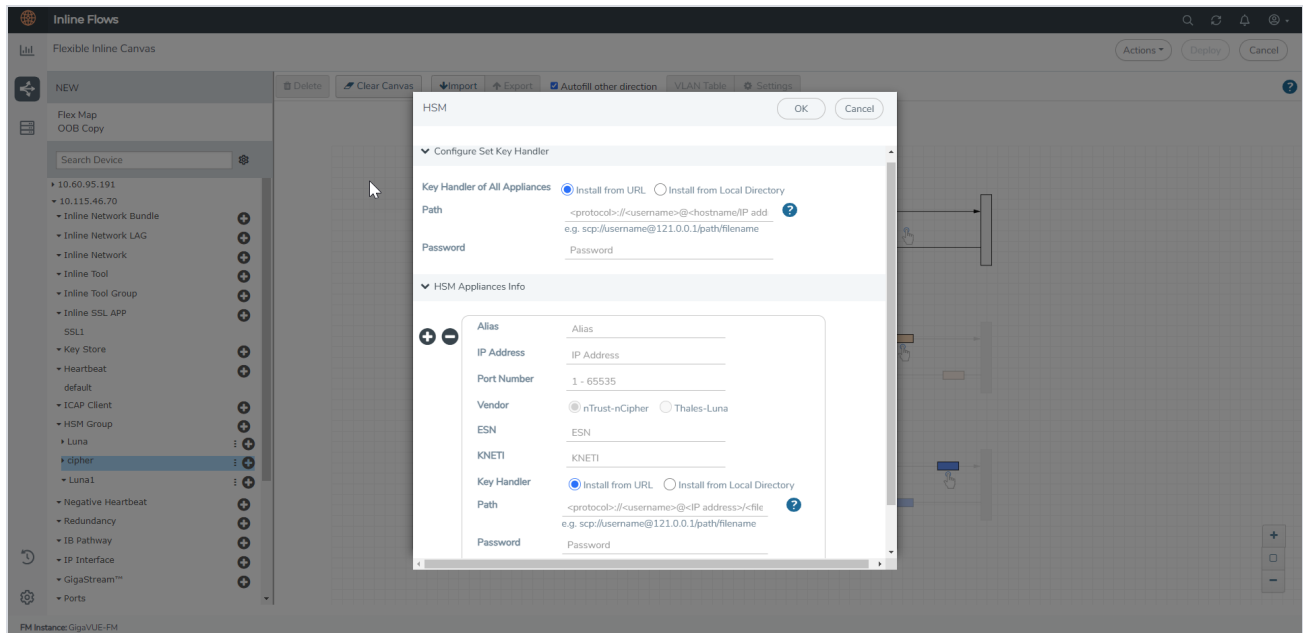 Inline Flows
Flexible Inline Canvas
Actions
Deploy
Cancel
NEW
Delete
Clear Canvas
Import
Export
Autofill other direction
VLAN Table
Settings
Flex Map
OOB Copy
Search Device
10.60.95.191
10.115.46.70
Inline Network Bundle
Inline Network LAG
Inline Network
Inline Tool
Inline Tool Group
Inline SSL APP
SSL1
Key Store
Heartbeat
default
ICAP Client
HSM Group
Luna
cipher
Luna1
Negative Heartbeat
Redundancy
IB Pathway
IP Interface
GigaStream™
Ports
FM Instance: GigaVUE-FM
HSM
OK
Cancel
Configure Set Key Handler
Key Handler of All Appliances Install from URL Install from Local Directory
Path <protocol>://<username>@<hostname/IP add
e.g. scp://username@121.0.0.1/path/filename
Password Password
HSM Appliances Info
Alias Alias
IP Address IP Address
Port Number 1 - 65535
Vendor nTrust-nCipher Thales-Luna
ESN ESN
KNETI KNETI
Key Handler Install from URL Install from Local Directory
Path <protocol>://<username>@<IP address>/<file
e.g. scp://username@121.0.0.1/path/filename
Password Password